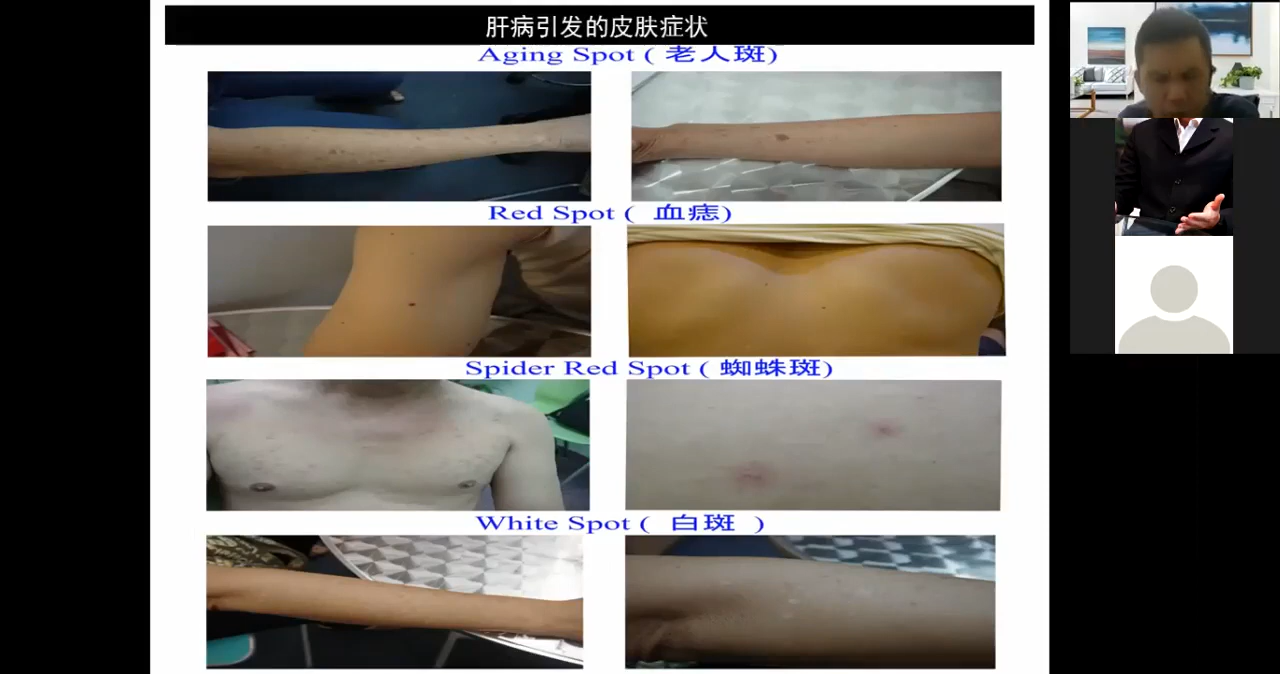 肝病引发的皮肤症状
Aging Spot ( 老人斑)
Red Spot ( 血痣)
Spider Red Spot ( 蜘蛛斑)
White Spot ( 白斑 )